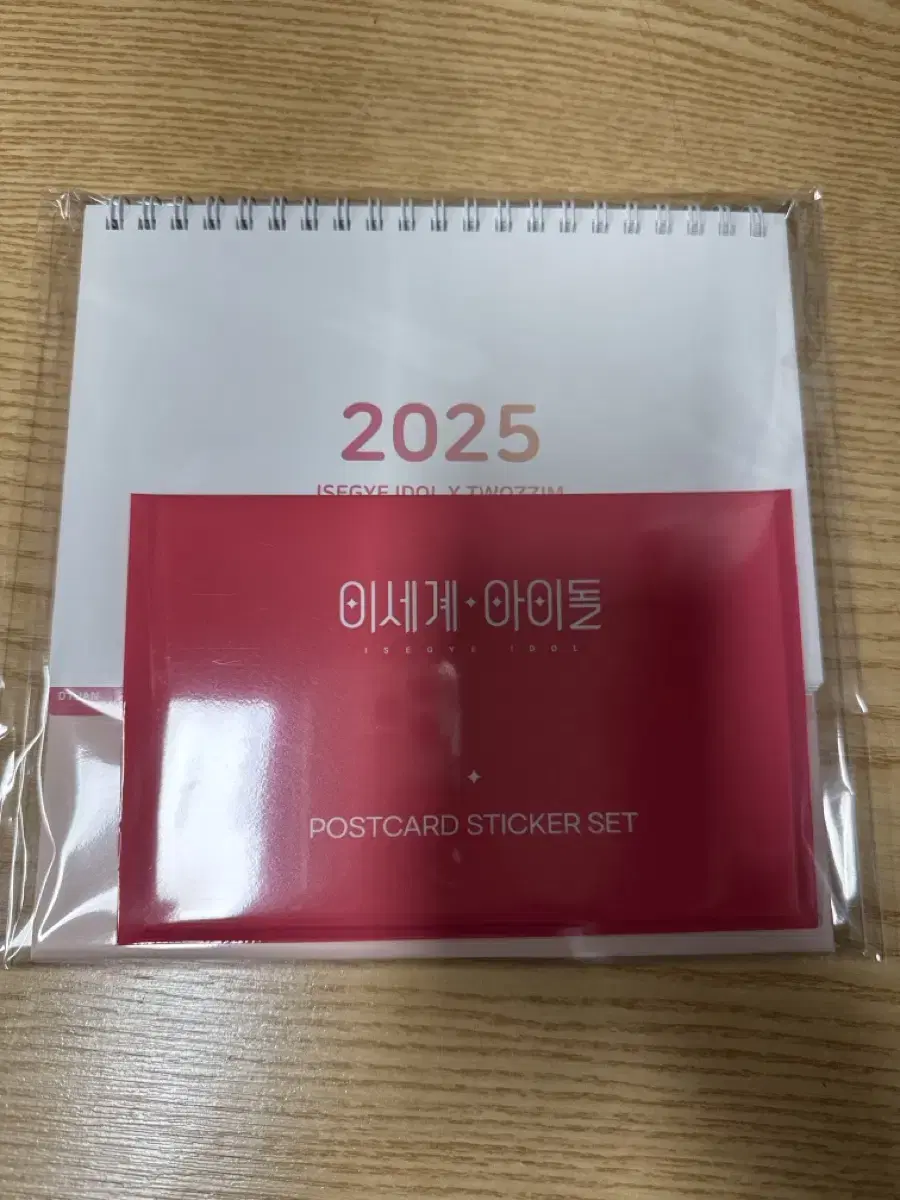 2025
ISEGYE IDOL X TWOZZIM
이세계·아이돌
ISEGYE IDOL
POSTCARD STICKER SET